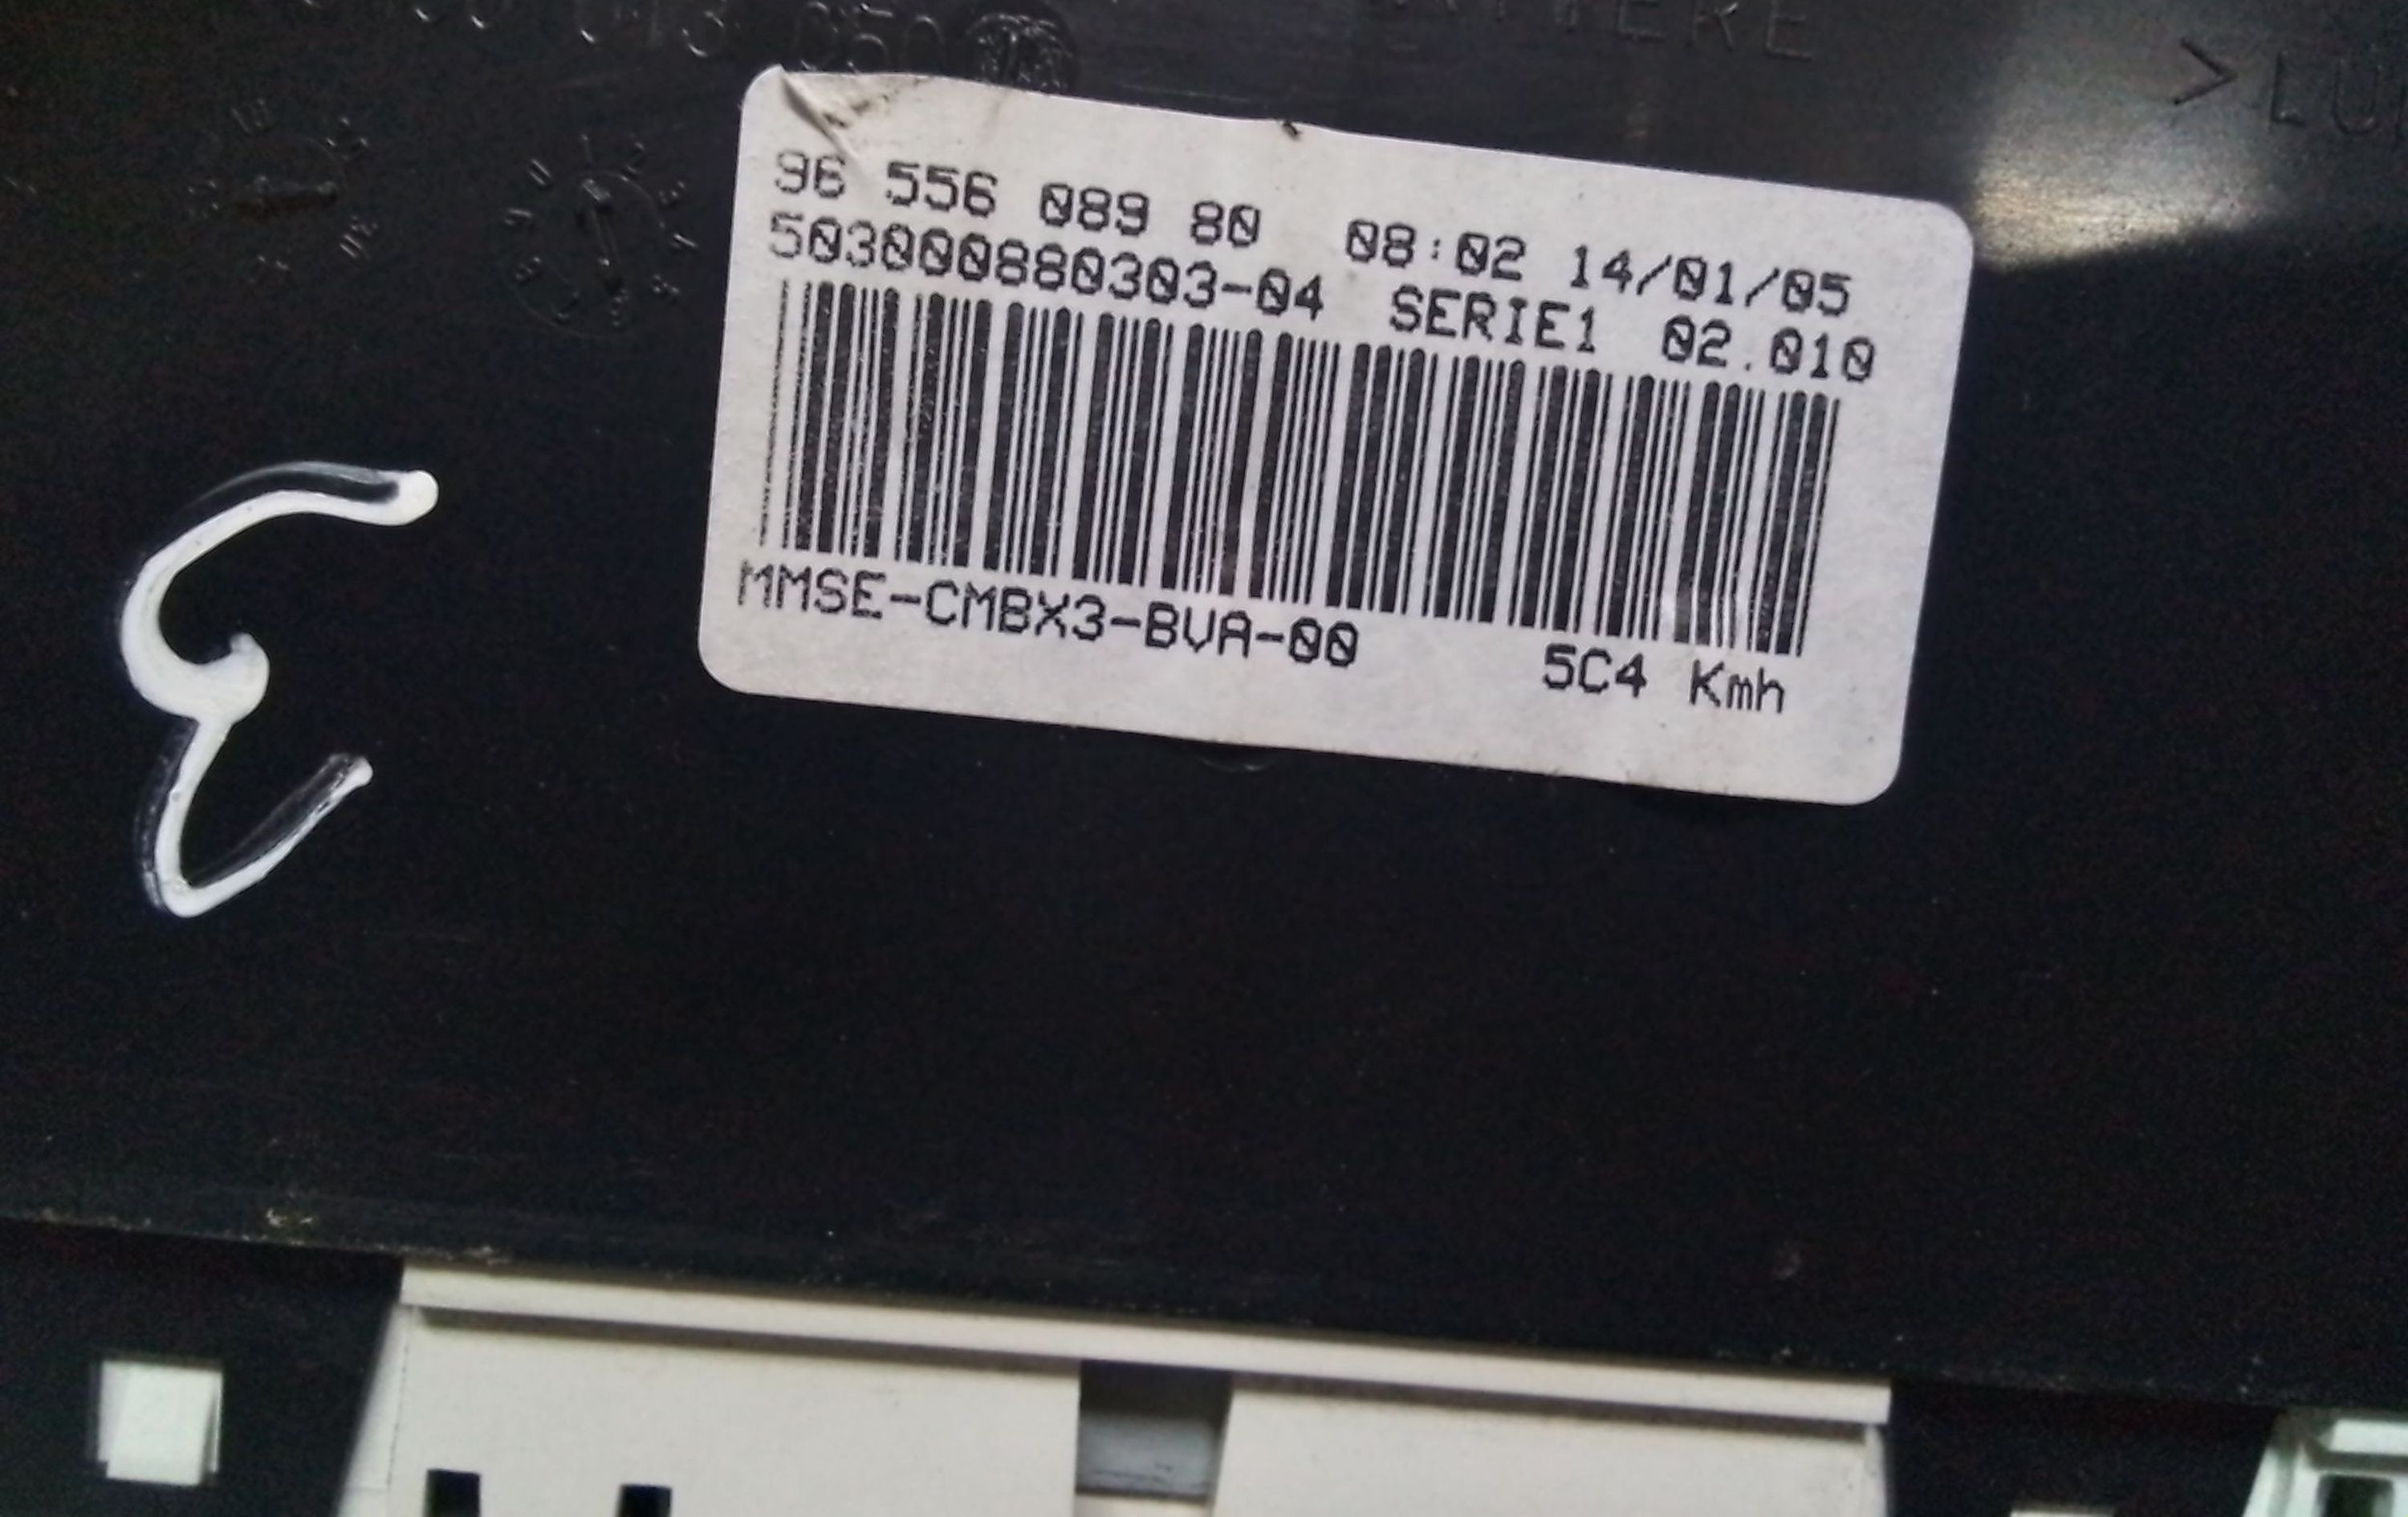 96 556 089 80 08:02 14/01/05
503000880303-04 SERIE1 02.010
MMSE-CMBX3-BVA-00 5C4 Kmh